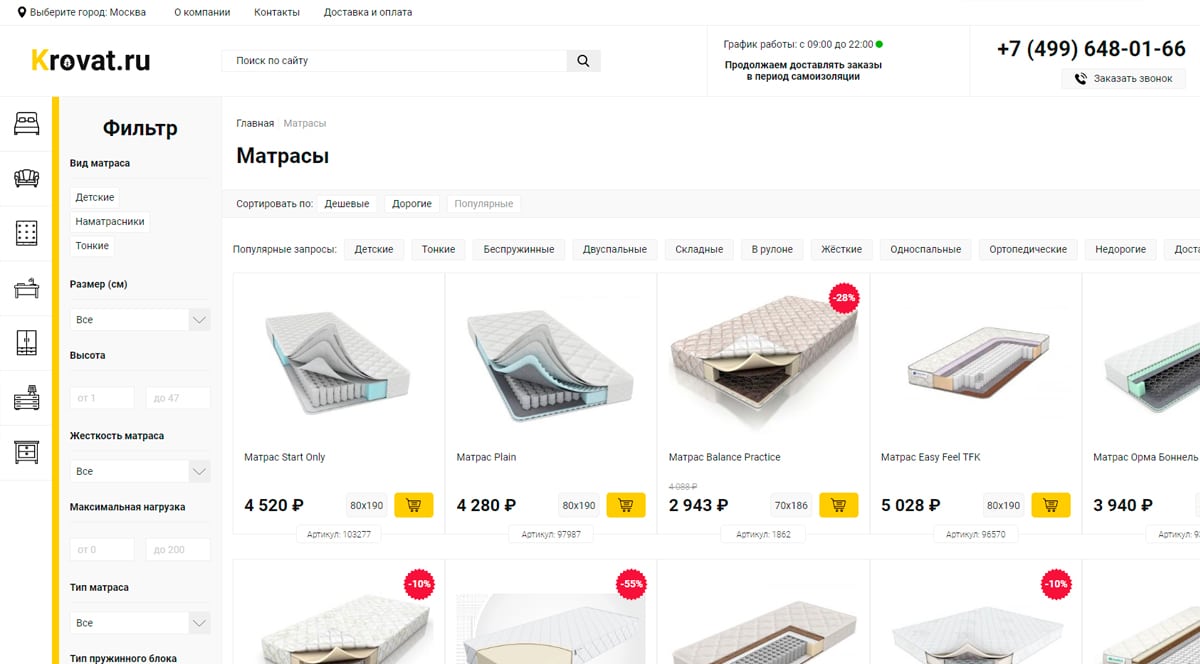 Выберите город: Москва
О компании
Контакты
Доставка и оплата
Krovat.ru
Поиск по сайту
График работы: с 09:00 до 22:00
Продолжаем доставлять заказы
в период самоизоляции
+7 (499) 648-01-66
Заказать звонок
Фильтр
Вид матраса
Детские
Наматрасники
Тонкие
Размер (см)
Все
Высота
от 1
до 47
Жесткость матраса
Все
Максимальная нагрузка
от 0
до 200
Тип матраса
Все
Тип пружинного блока
Главная
Матрасы
Матрасы
Сортировать по:
Дешевые
Дорогие
Популярные
Популярные запросы:
Детские
Тонкие
Беспружинные
Двуспальные
Складные
В рулоне
Жёсткие
Односпальные
Ортопедические
Недорогие
Доста
Матрас Start Only
4 520 ₽
80x190
Артикул: 103277
Матрас Plain
4 280 ₽
80x190
Артикул: 97987
-28%
Матрас Balance Practice
4 088 ₽
2 943 ₽
70x186
Артикул: 1862
Матрас Easy Feel TFK
5 028 ₽
80x190
Артикул: 96570
Матрас Орма Боннель
3 940 ₽
-10%
-55%
-10%